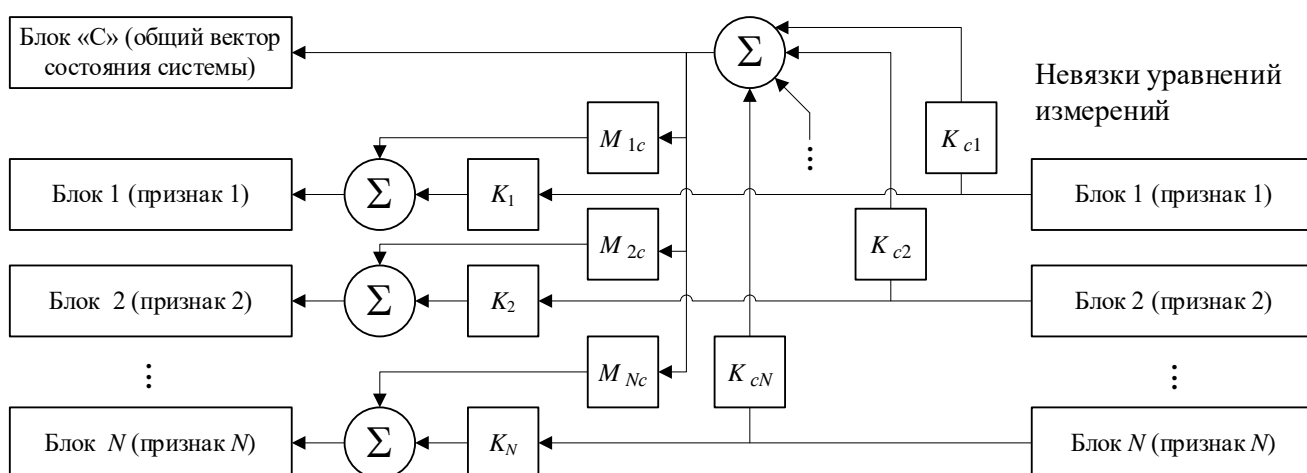 Блок «С» (общий вектор
состояния системы)
Σ
Невязки уравнений
измерений
M 1c
K c1
...
Блок 1 (признак 1)
Σ
K1
Блок 1 (признак 1)
M 2c
K c2
Блок 2 (признак 2)
Σ
K2
Блок 2 (признак 2)
...
M Nc
K cN
...
Блок N (признак N)
Σ
KN
Блок N (признак N)